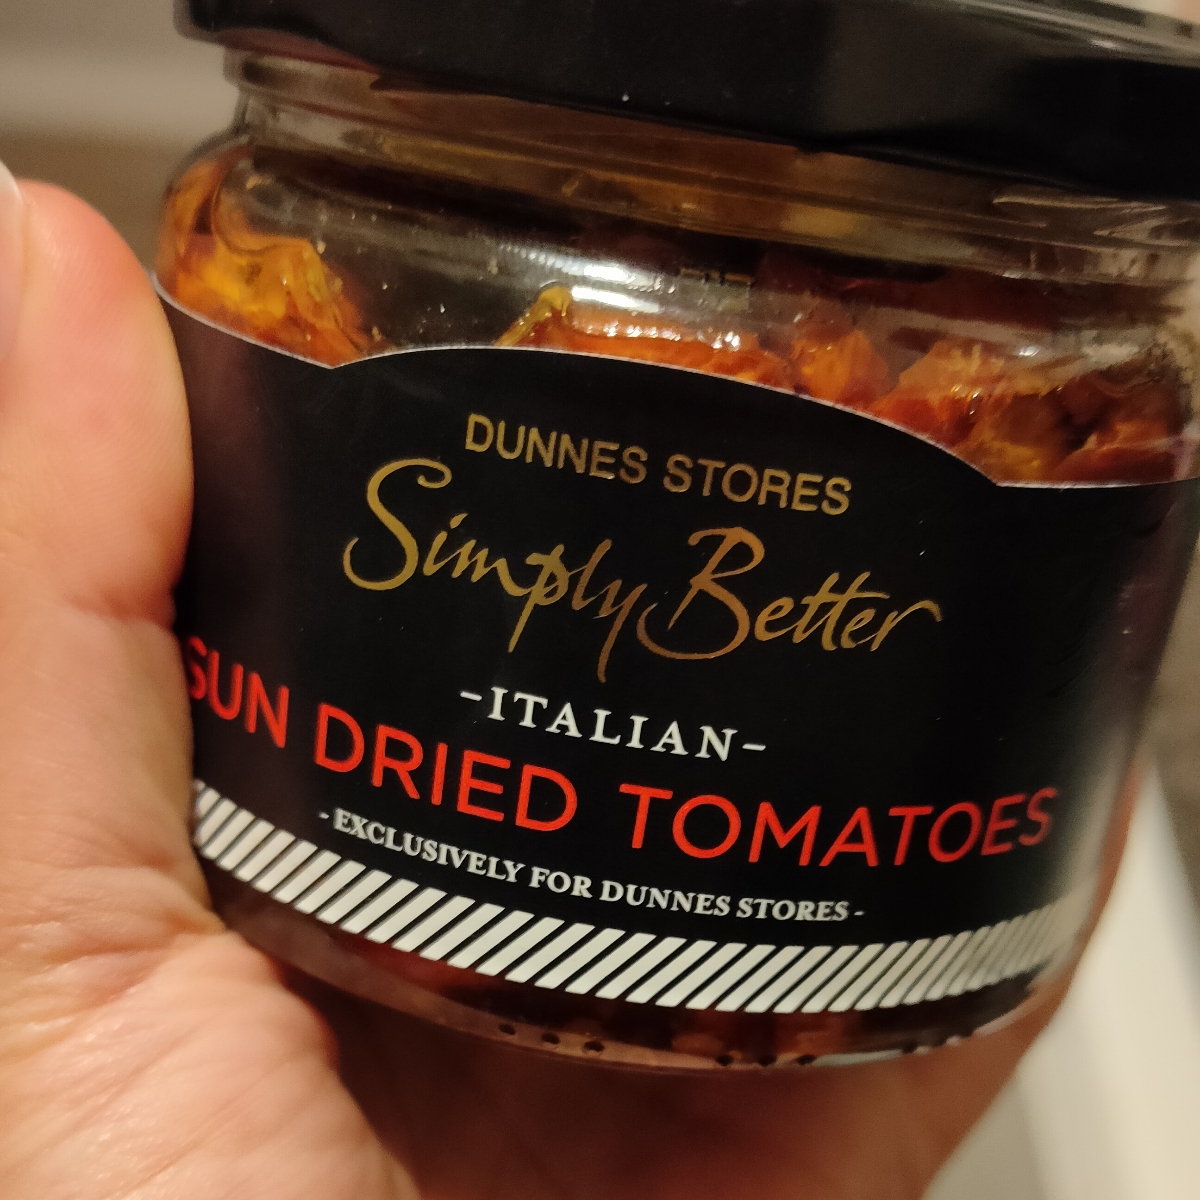 DUNNES STORES
Simply Better
-ITALIAN-
SUN DRIED TOMATOES
- EXCLUSIVELY FOR DUNNES STORES -